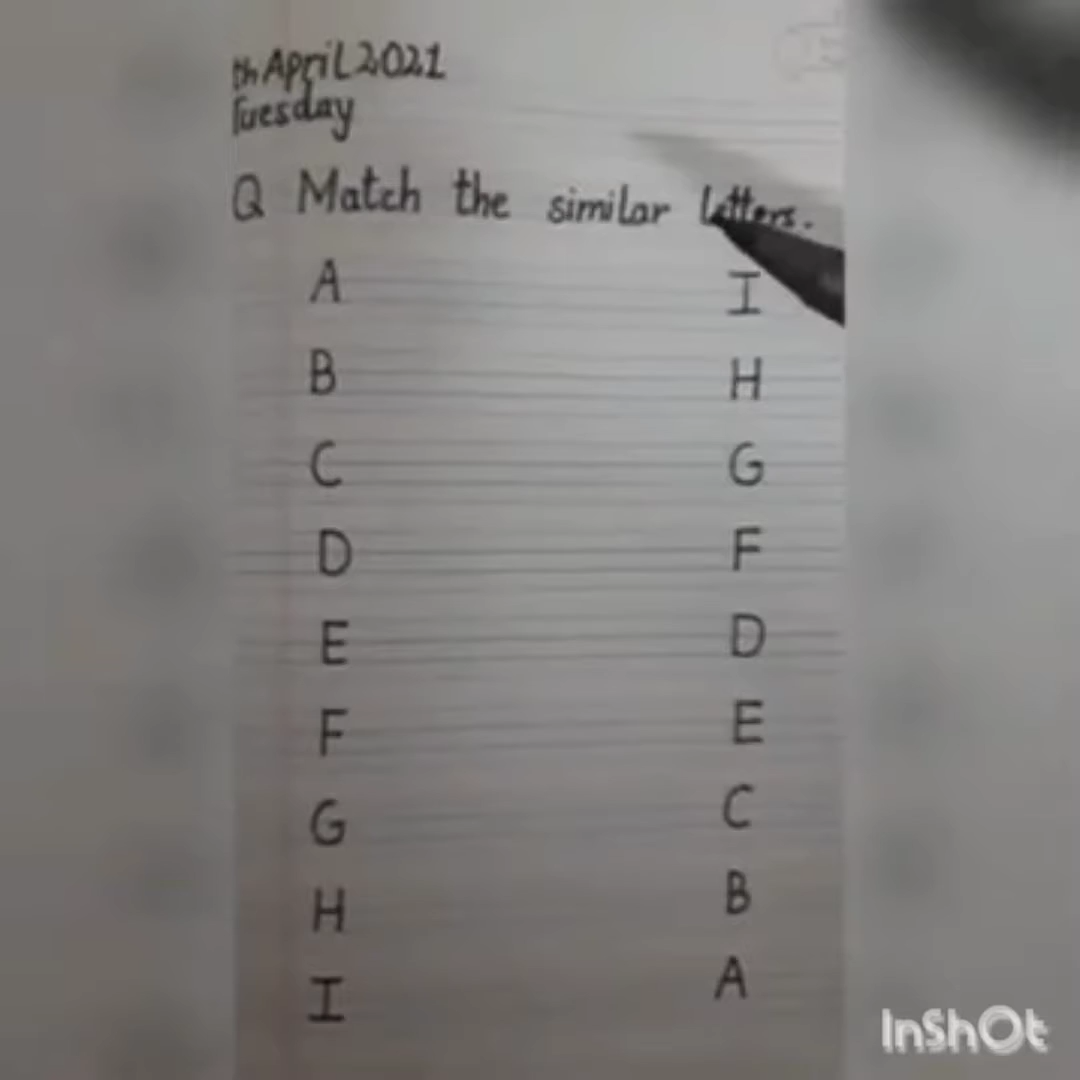 th April 2021
Tuesday
Q Match the similar letters.
A I
B H
C G
D F
E D
F E
G C
H B
I A
InShOt